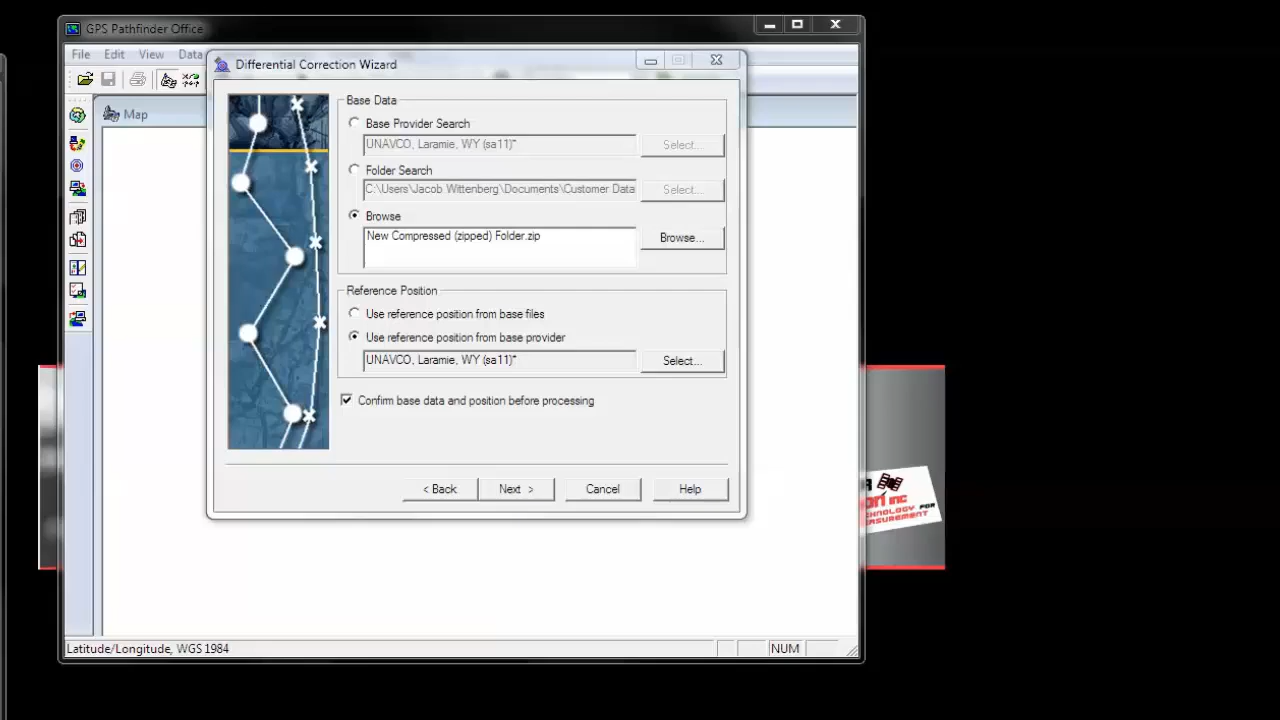 GPS Pathfinder Office
File Edit View Data
Differential Correction Wizard
Map
Base Data
Base Provider Search
UNAVCO, Laramie, WY (sa11)*
Select...
Folder Search
C:\Users\Jacob Wittenberg\Documents\Customer Data
Select...
Browse
New Compressed (zipped) Folder.zip
Browse...
Reference Position
Use reference position from base files
Use reference position from base provider
UNAVCO, Laramie, WY (sa11)*
Select...
Confirm base data and position before processing
< Back Next > Cancel Help
INC
FOR
Latitude/Longitude, WGS 1984
NUM